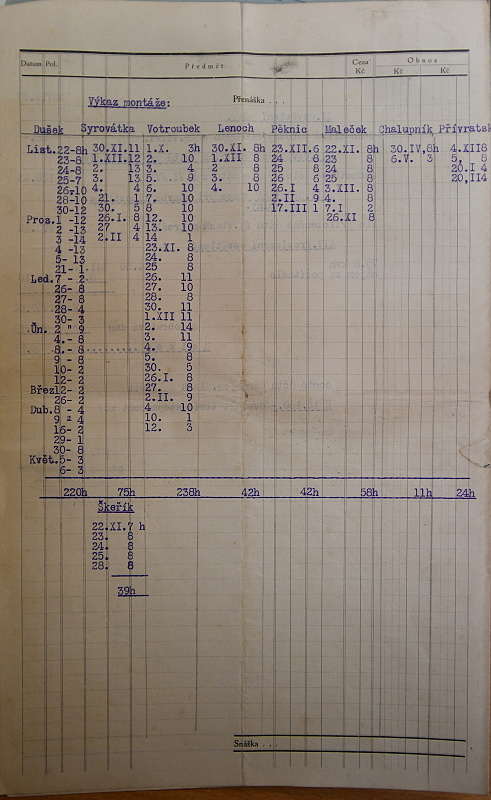 Datum Pol. Předmět Cena Kč Obnos Kč Kč
Výkaz montáže: Přenáška . . .
Dušek Syrovátka Votroubek Lenoch Pěknic Maleček Chalupník Přívratsk
List.22-8h 30.XI.11 1.X. 3h 30.XI. 8h 23.XII.6 22.XI. 8h 30.IV.8h 4.XII8
23-8 1.XII.12 2. 10 1.XII 8 24 8 23 8 6.V. 3 5, 8
24-8 2. 13 3. 4 2 8 25 8 24 8 20.I 4
25-7 3. 13 5. 9 3. 8 26 6 25 8 20,II4
26-10 4. 4 6. 10 4. 10 26.I 4 3.XII. 8
28-10 21. 1 7. 10 2.II 9 4. 8
30-12 30. 5 8 10 17.III 1 7.I 2
Pros.1 -12 26.I. 8 12. 10 26.XI 8
2 -13 27 4 13. 10
3 -14 2.II 4 14 1
4 -13 23.XI. 8
5- 13 24. 8
21- 1 25 8
Led.7 - 2 26. 11
26- 8 27. 10
27- 8 28. 8
28- 4 30. 11
30- 3 1.XII 11
Ún. 2 " 9 2. 14
4.- 8 3. 11
8.- 8 4. 9
9 - 8 5. 8
10- 2 30. 5
12- 2 26.I. 8
Březl2- 2 27. 8
26- 2 2.II. 9
Dub.8 - 4 4 10
9 " 4 10. 1
16- 2 12. 3
29- 1
30- 8
Květ.5- 3
6- 3
220h 75h 238h 42h 42h 58h 11h 24h
Škeřík
22.XI.7 h
23. 8
24. 8
25. 8
28. 8
39h
Snáška . . .